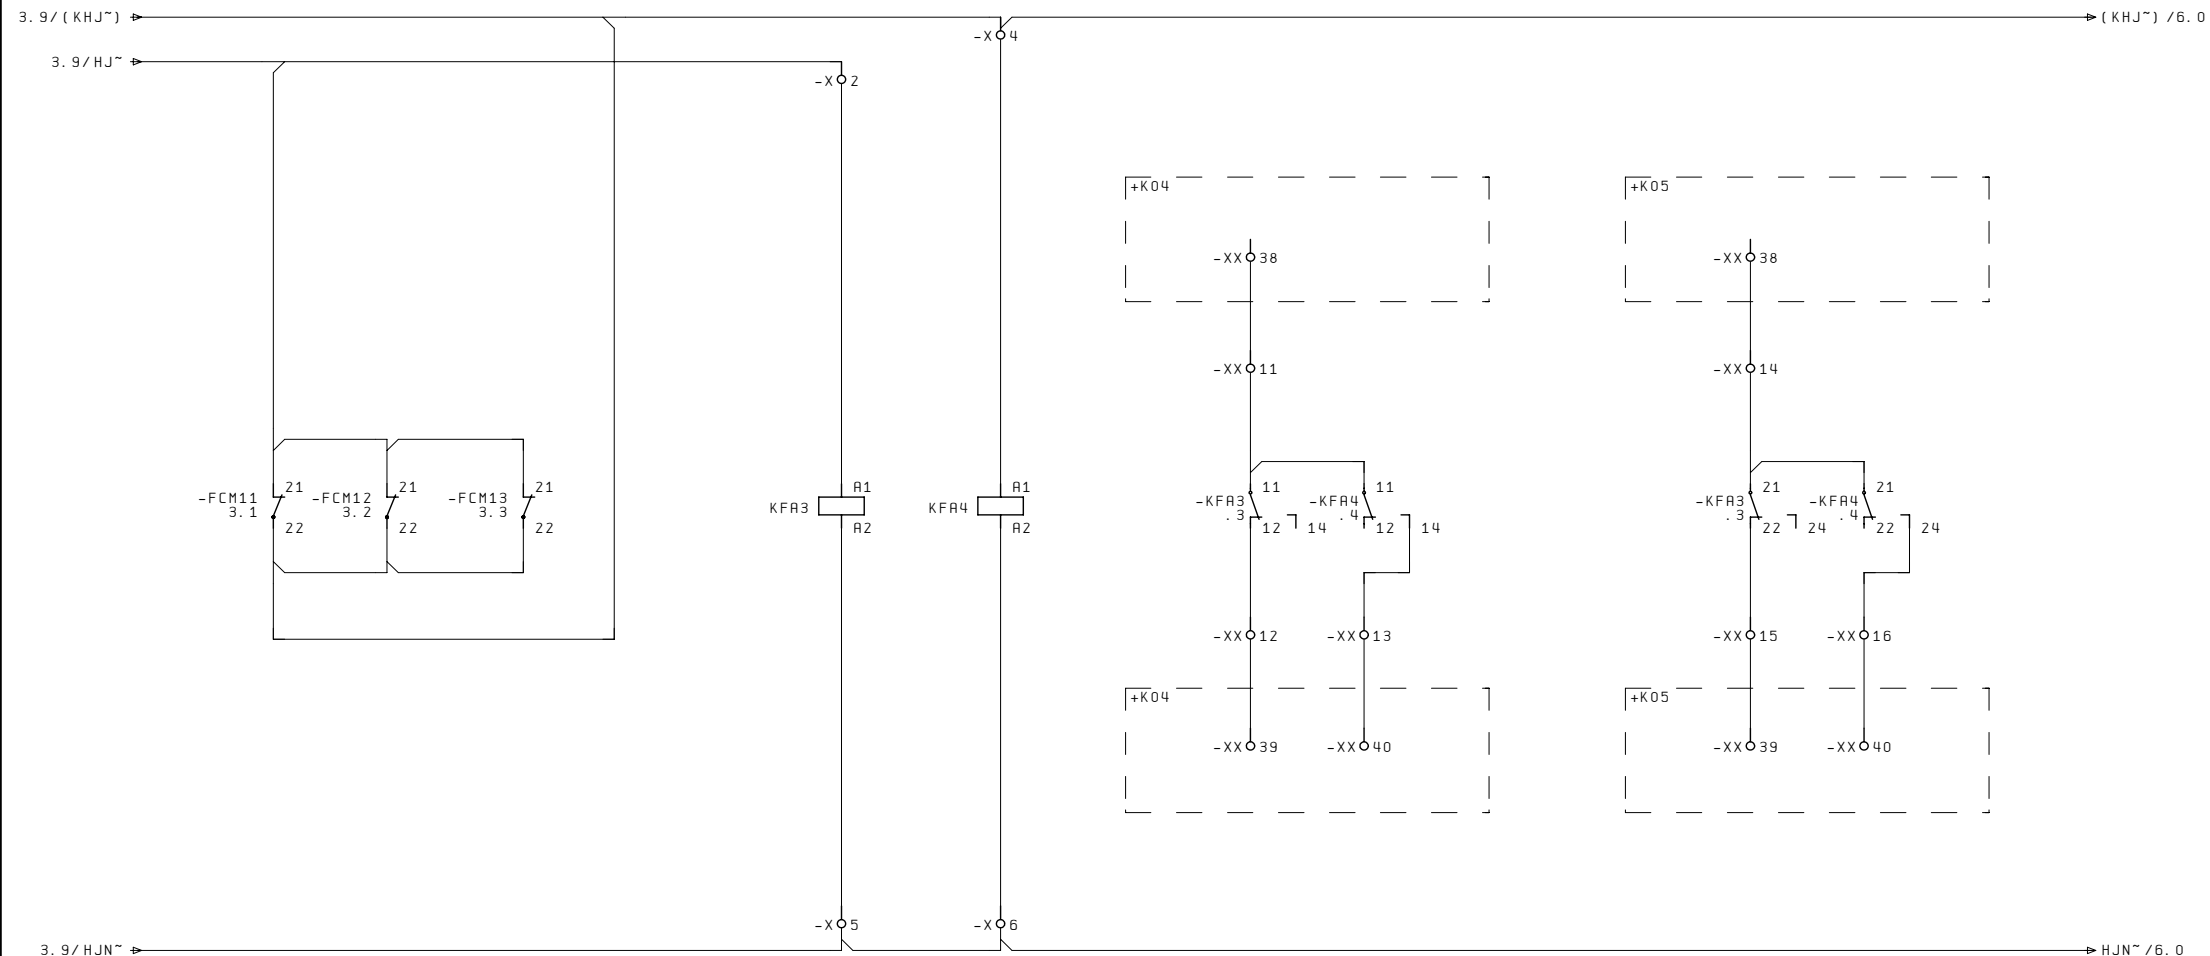 3.9/(KHJ~)
(KHJ~)/6.0
-X 4
3.9/HJ~
-X 2
+K04
+K05
-XX 38
-XX 38
-XX 11
-XX 14
-FCM11
3.1
21
22
-FCM12
3.2
21
22
-FCM13
3.3
21
22
KFA3
A1
A2
KFA4
A1
A2
-KFA3
.3
11
12
14
-KFA4
.4
11
12
14
-KFA3
.3
21
22
24
-KFA4
.4
21
22
24
-XX 12
-XX 13
-XX 15
-XX 16
+K04
+K05
-XX 39
-XX 40
-XX 39
-XX 40
-X 5
-X 6
3.9/HJN~
HJN~/6.0